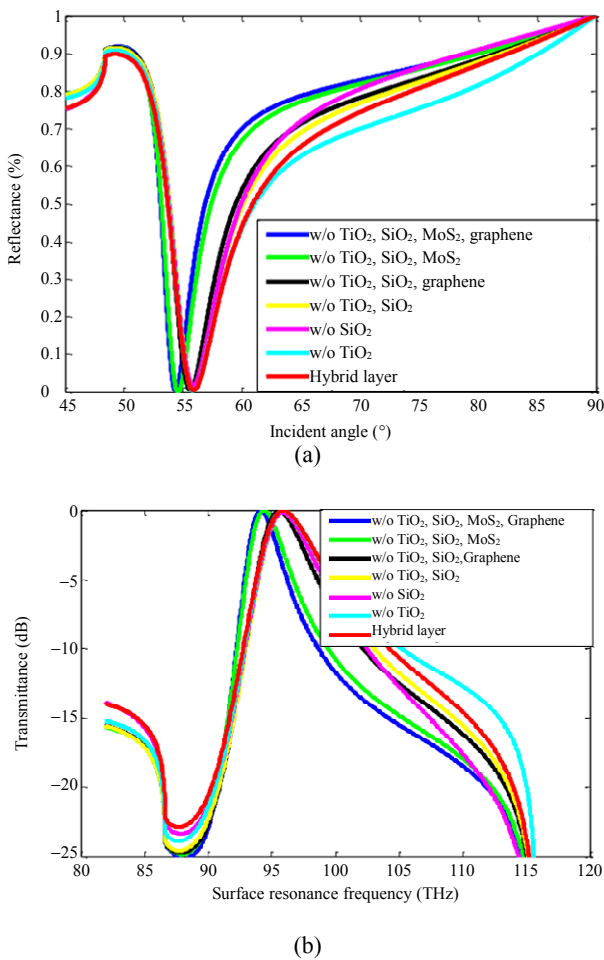 1
0.9
0.8
0.7
0.6
0.5
0.4
0.3
0.2
0.1
0
Reflectance (%)
w/o TiO₂, SiO₂, MoS₂, graphene
w/o TiO₂, SiO₂, MoS₂
w/o TiO₂, SiO₂, graphene
w/o TiO₂, SiO₂
w/o SiO₂
w/o TiO₂
Hybrid layer
45 50 55 60 65 70 75 80 85 90
Incident angle (°)
(a)
0
−5
−10
−15
−20
−25
Transmittance (dB)
w/o TiO₂, SiO₂, MoS₂, Graphene
w/o TiO₂, SiO₂, MoS₂
w/o TiO₂, SiO₂,Graphene
w/o TiO₂, SiO₂
w/o SiO₂
w/o TiO₂
Hybrid layer
80 85 90 95 100 105 110 115 120
Surface resonance frequency (THz)
(b)